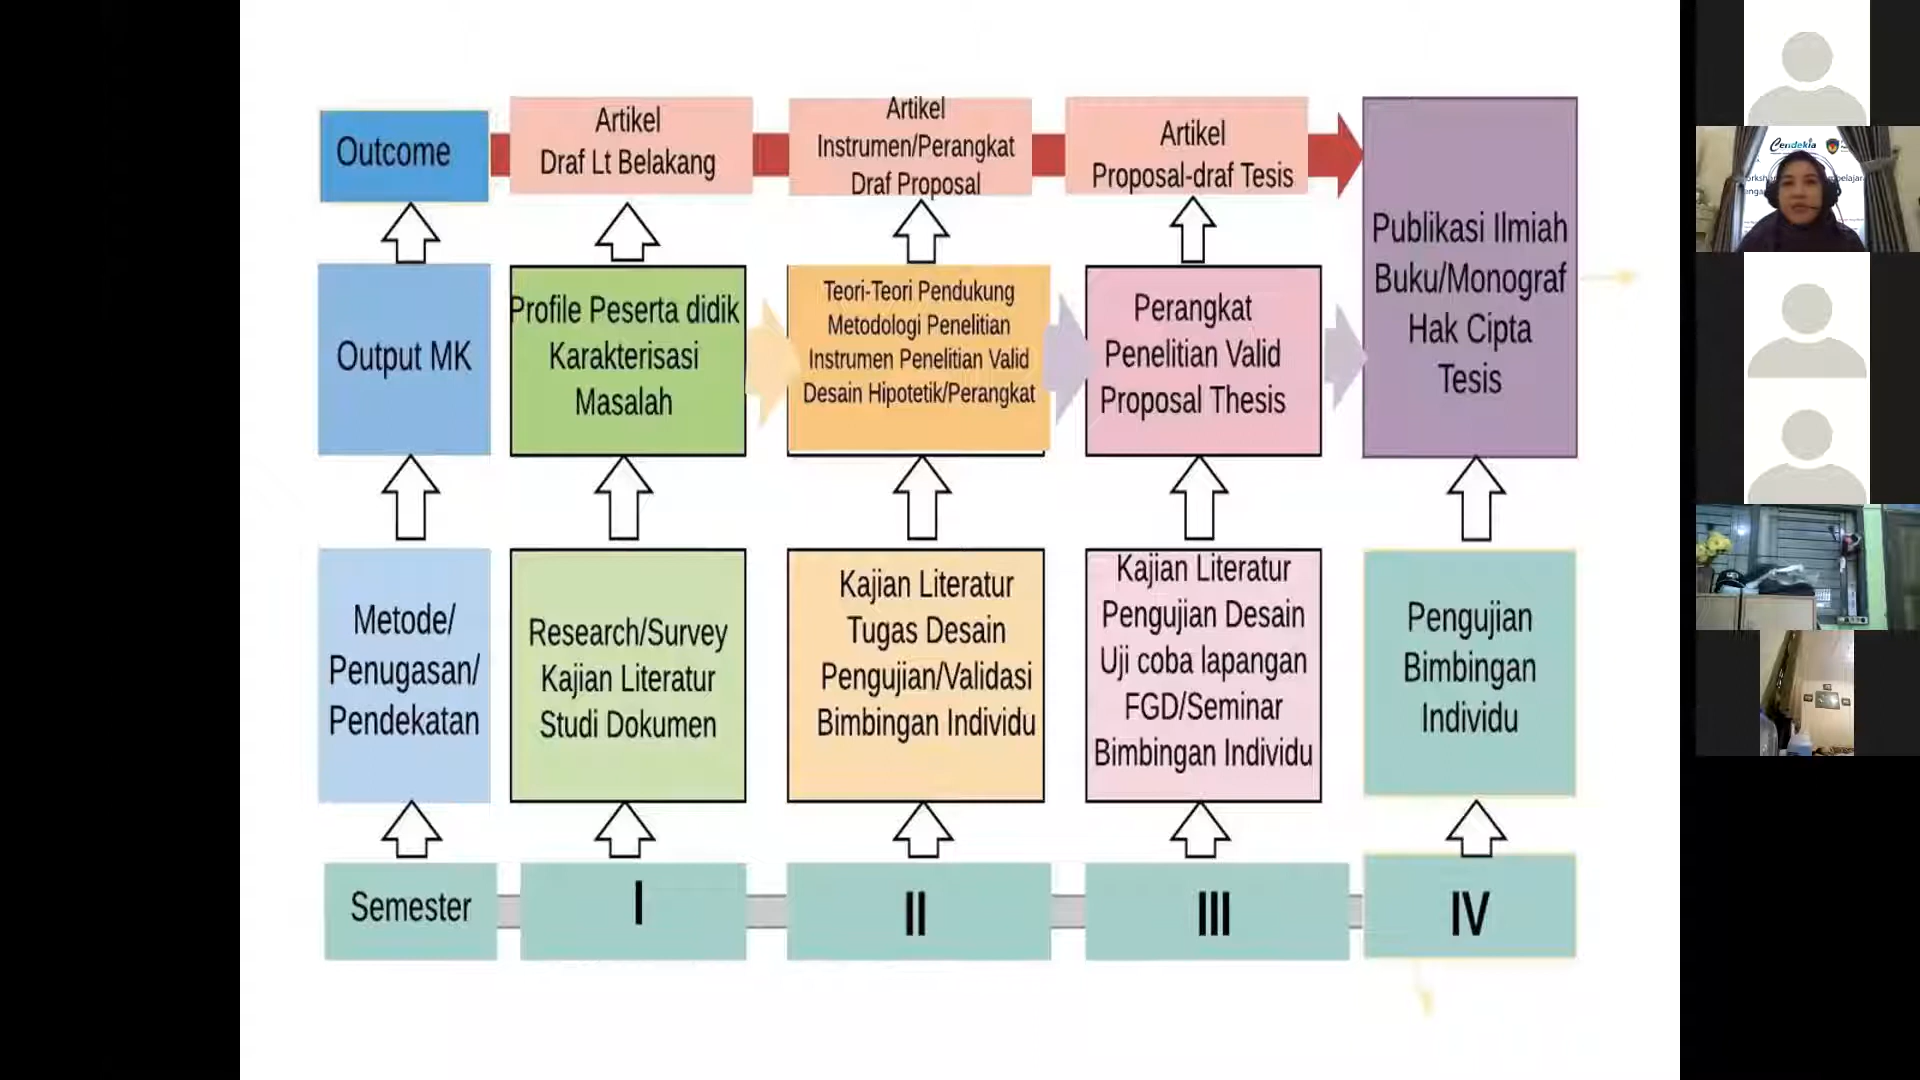 Outcome
Artikel
Draf Lt Belakang
Artikel
Instrumen/Perangkat
Draf Proposal
Artikel
Proposal-draf Tesis
Publikasi Ilmiah
Buku/Monograf
Hak Cipta
Tesis
Output MK
Profile Peserta didik
Karakterisasi
Masalah
Teori-Teori Pendukung
Metodologi Penelitian
Instrumen Penelitian Valid
Desain Hipotetik/Perangkat
Perangkat
Penelitian Valid
Proposal Thesis
Metode/
Penugasan/
Pendekatan
Research/Survey
Kajian Literatur
Studi Dokumen
Kajian Literatur
Tugas Desain
Pengujian/Validasi
Bimbingan Individu
Kajian Literatur
Pengujian Desain
Uji coba lapangan
FGD/Seminar
Bimbingan Individu
Pengujian
Bimbingan
Individu
Semester
I
II
III
IV
Cendekia